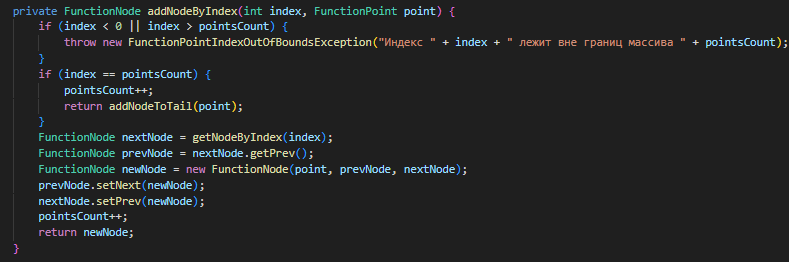 private FunctionNode addNodeByIndex(int index, FunctionPoint point) {
    if (index < 0 || index > pointsCount) {
        throw new FunctionPointIndexOutOfBoundsException("Индекс " + index + " лежит вне границ массива " + pointsCount);
    }
    if (index == pointsCount) {
        pointsCount++;
        return addNodeToTail(point);
    }
    FunctionNode nextNode = getNodeByIndex(index);
    FunctionNode prevNode = nextNode.getPrev();
    FunctionNode newNode = new FunctionNode(point, prevNode, nextNode);
    prevNode.setNext(newNode);
    nextNode.setPrev(newNode);
    pointsCount++;
    return newNode;
}